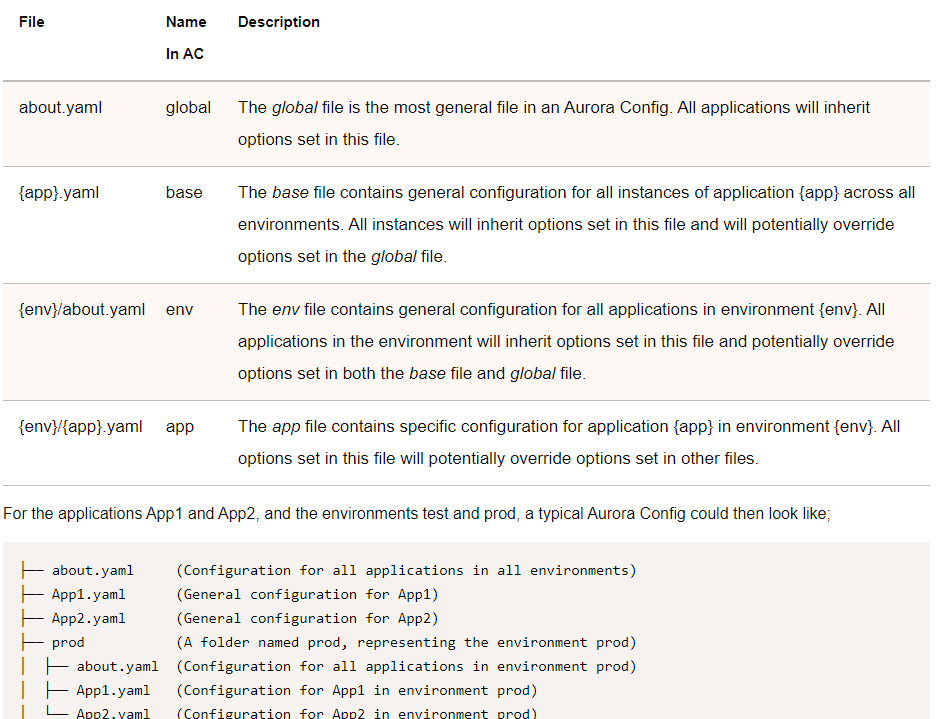 File Name Description
In AC
about.yaml global The global file is the most general file in an Aurora Config. All applications will inherit
options set in this file.
{app}.yaml base The base file contains general configuration for all instances of application {app} across all
environments. All instances will inherit options set in this file and will potentially override
options set in the global file.
{env}/about.yaml env The env file contains general configuration for all applications in environment {env}. All
applications in the environment will inherit options set in this file and potentially override
options set in both the base file and global file.
{env}/{app}.yaml app The app file contains specific configuration for application {app} in environment {env}. All
options set in this file will potentially override options set in other files.
For the applications App1 and App2, and the environments test and prod, a typical Aurora Config could then look like;
├── about.yaml (Configuration for all applications in all environments)
├── App1.yaml (General configuration for App1)
├── App2.yaml (General configuration for App2)
├── prod (A folder named prod, representing the environment prod)
│ ├── about.yaml (Configuration for all applications in environment prod)
│ ├── App1.yaml (Configuration for App1 in environment prod)
│ └── App2.yaml (Configuration for App2 in environment prod)